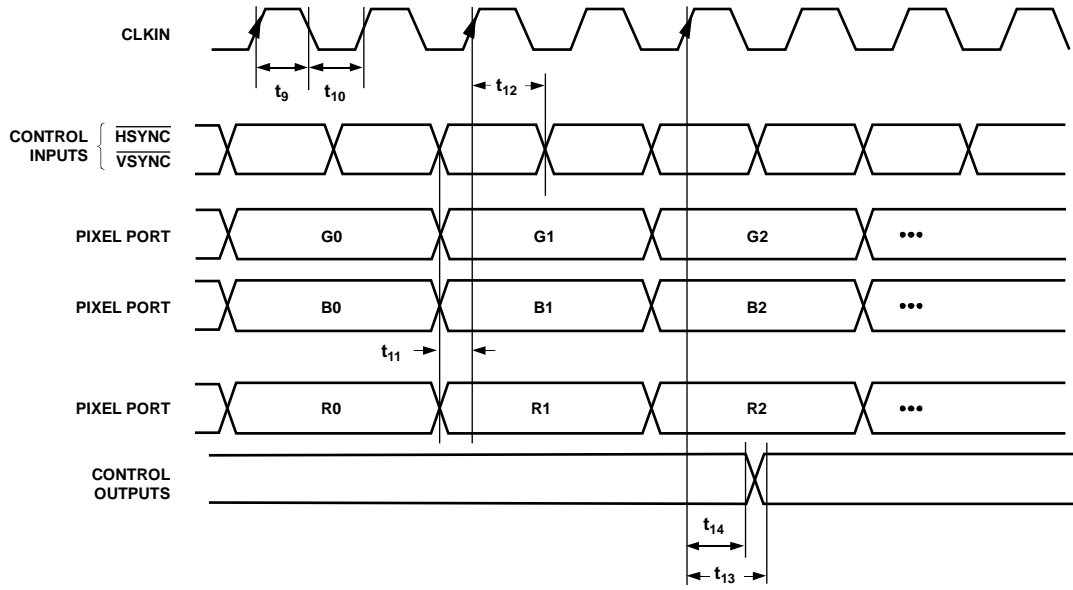 CLKIN
t9
t10
t12
CONTROL INPUTS
HSYNC
VSYNC
PIXEL PORT
G0
G1
G2
•••
PIXEL PORT
B0
B1
B2
•••
t11
PIXEL PORT
R0
R1
R2
•••
CONTROL OUTPUTS
t14
t13